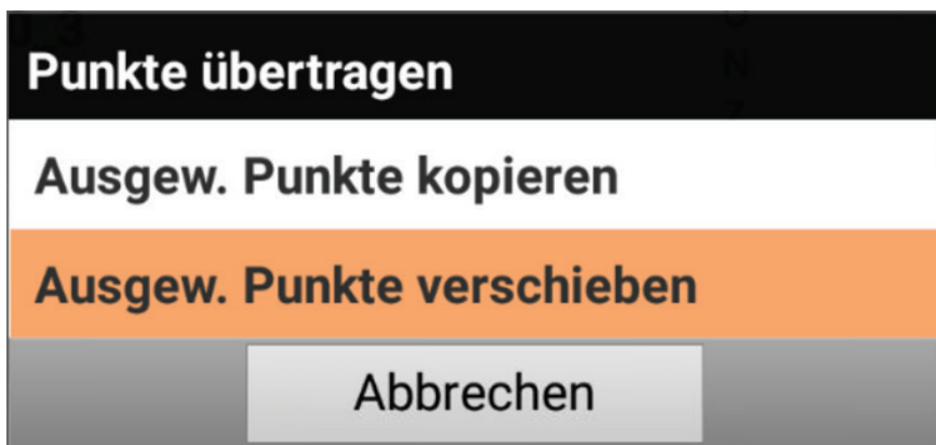 Punkte übertragen
Ausgew. Punkte kopieren
Ausgew. Punkte verschieben
Abbrechen